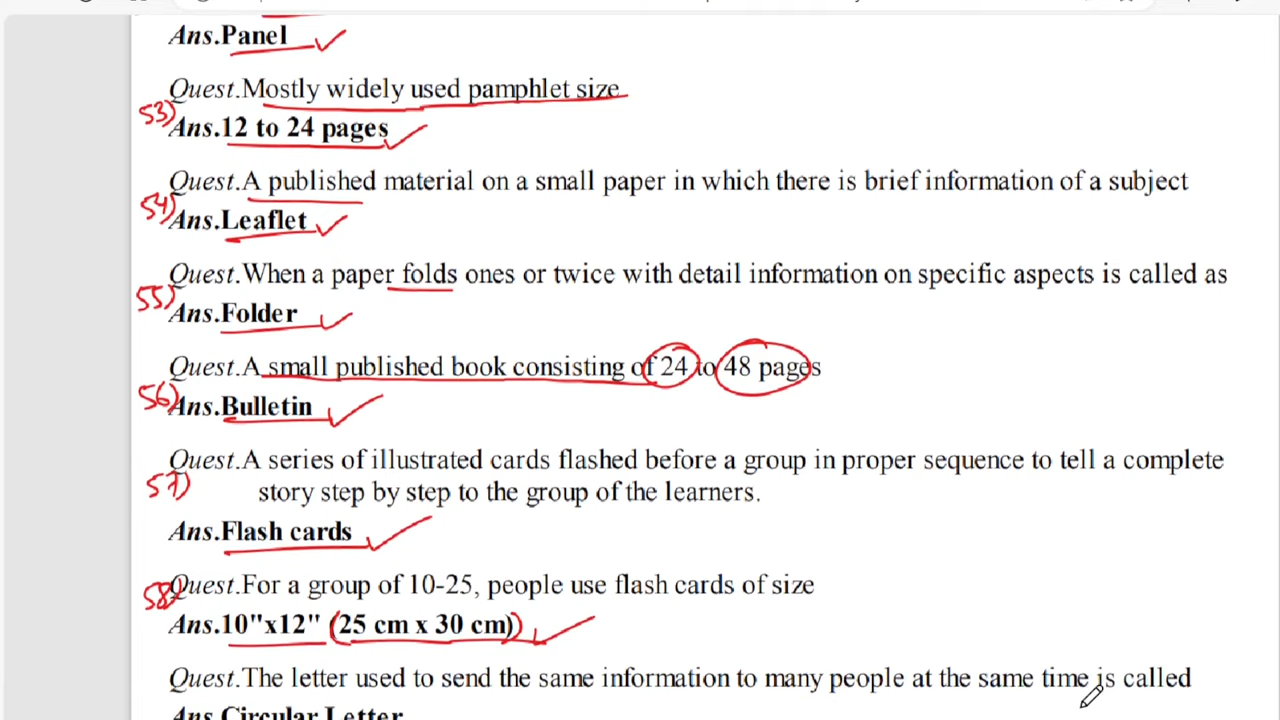 Ans.Panel
Quest.Mostly widely used pamphlet size
53)
Ans.12 to 24 pages
Quest.A published material on a small paper in which there is brief information of a subject
54)
Ans.Leaflet
Quest.When a paper folds ones or twice with detail information on specific aspects is called as
55)
Ans.Folder
Quest.A small published book consisting of 24 to 48 pages
56)
Ans.Bulletin
Quest.A series of illustrated cards flashed before a group in proper sequence to tell a complete
57)
story step by step to the group of the learners.
Ans.Flash cards
58)
Quest.For a group of 10-25, people use flash cards of size
Ans.10"x12" (25 cm x 30 cm)
Quest.The letter used to send the same information to many people at the same time is called
Ans.Circular Letter